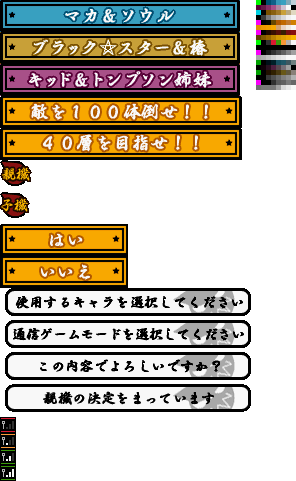 マカ&ソウル
ブラック☆スター&椿
キッド&トンプソン姉妹
敵を１００体倒せ！！
４０層を目指せ！！
親機
子機
はい
いいえ
使用するキャラを選択してください
通信ゲームモードを選択してください
この内容でよろしいですか？
親機の決定をまっています